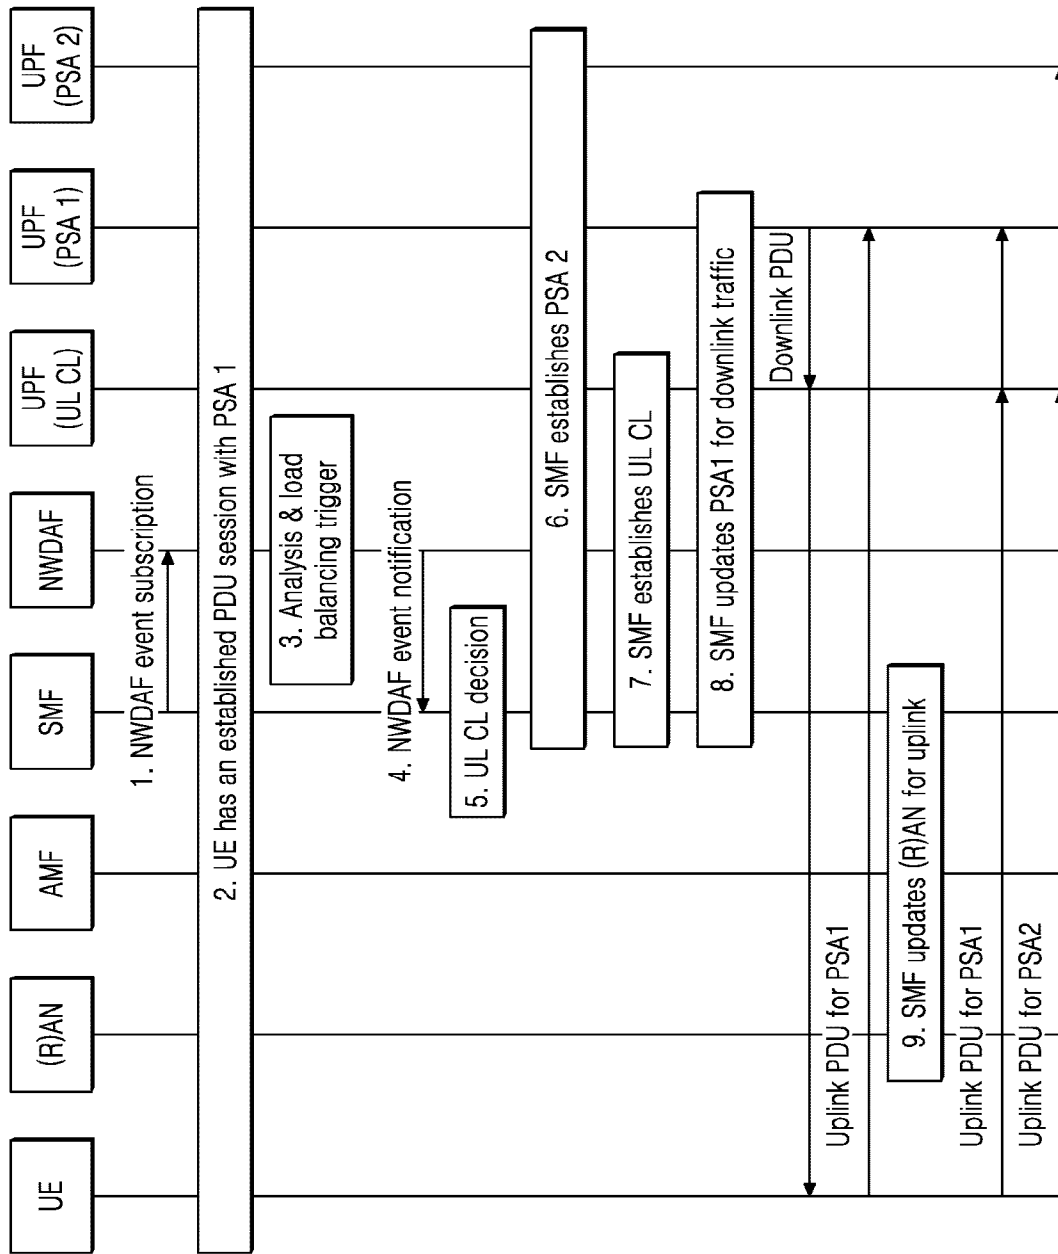 UE
(R)AN
AMF
SMF
NWDAF
UPF
(UL CL)
UPF
(PSA 1)
UPF
(PSA 2)
1. NWDAF event subscription
2. UE has an established PDU session with PSA 1
3. Analysis & load
balancing trigger
4. NWDAF event notification
5. UL CL decision
6. SMF establishes PSA 2
7. SMF establishes UL CL
8. SMF updates PSA1 for downlink traffic
Downlink PDU
Uplink PDU for PSA1
9. SMF updates (R)AN for uplink
Uplink PDU for PSA1
Uplink PDU for PSA2